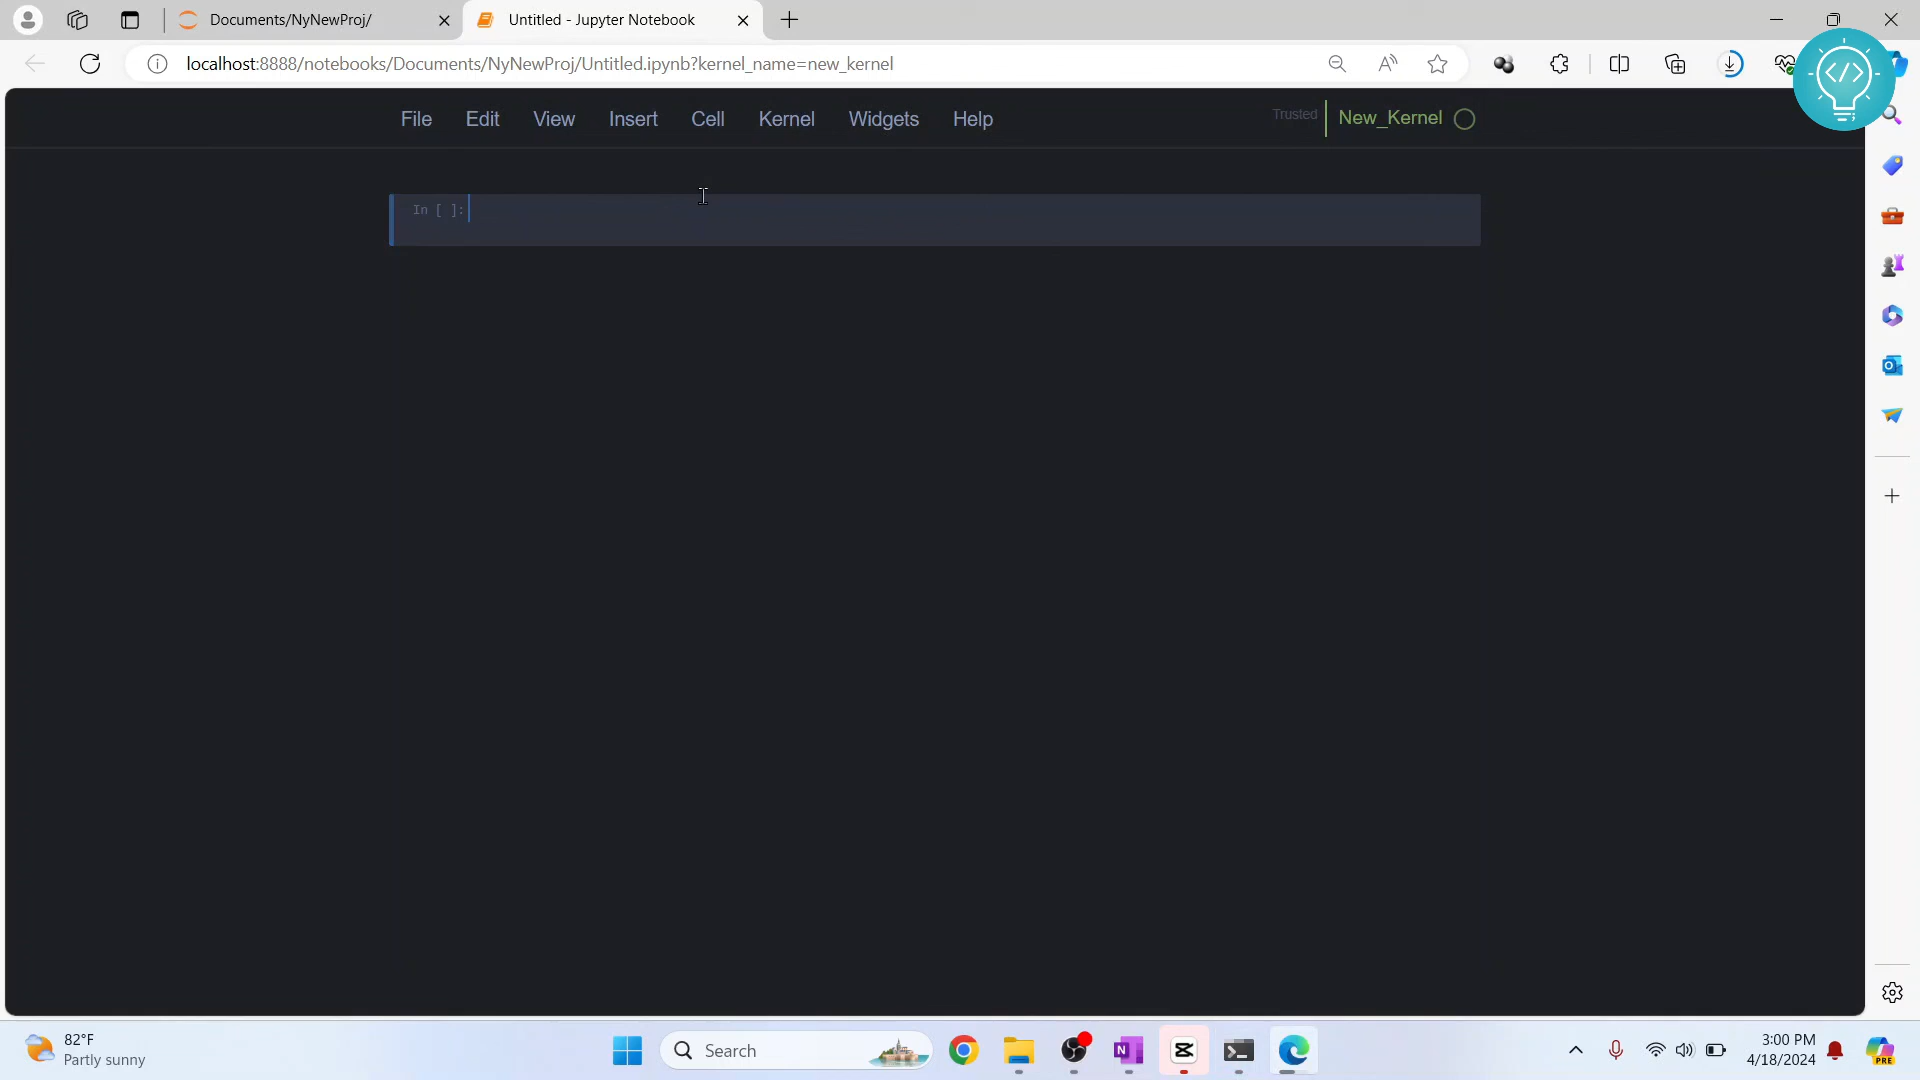 Documents/NyNewProj/
Untitled - Jupyter Notebook
localhost:8888/notebooks/Documents/NyNewProj/Untitled.ipynb?kernel_name=new_kernel
File Edit View Insert Cell Kernel Widgets Help
Trusted New_Kernel
In [ ]:
82°F
Partly sunny
Search
3:00 PM
4/18/2024
PRE